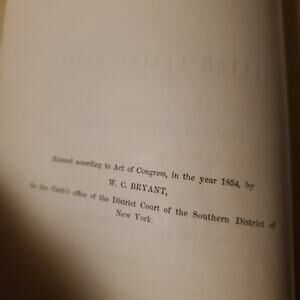 Entered according to Act of Congress, in the year 1854, by
W. C. BRYANT,
In the Clerk's office of the District Court of the Southern District of
New York.